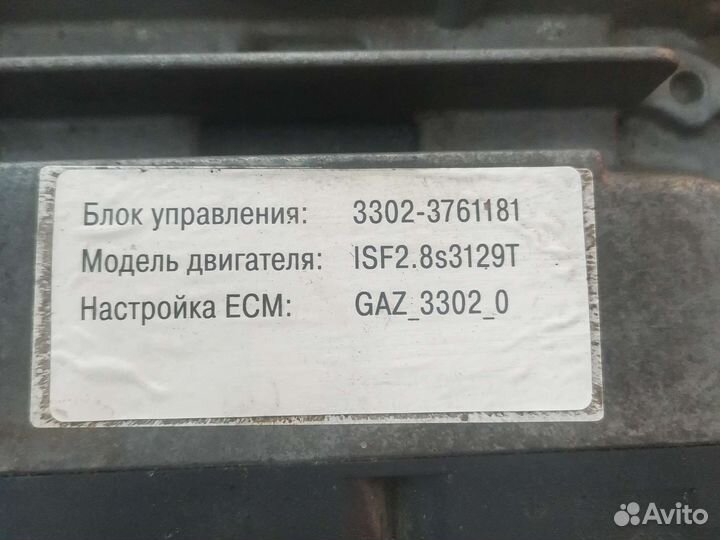 Блок управления: 3302-3761181
Модель двигателя: ISF2.8s3129T
Настройка ECM: GAZ_3302_0
Avito